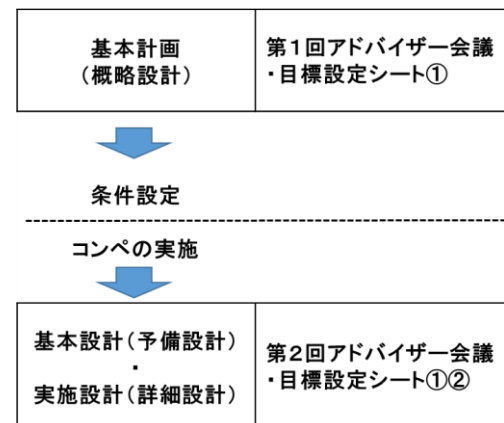 基本計画
（概略設計）
第１回アドバイザー会議
・目標設定シート①
条件設定
コンペの実施
基本設計（予備設計）
・
実施設計（詳細設計）
第２回アドバイザー会議
・目標設定シート①②